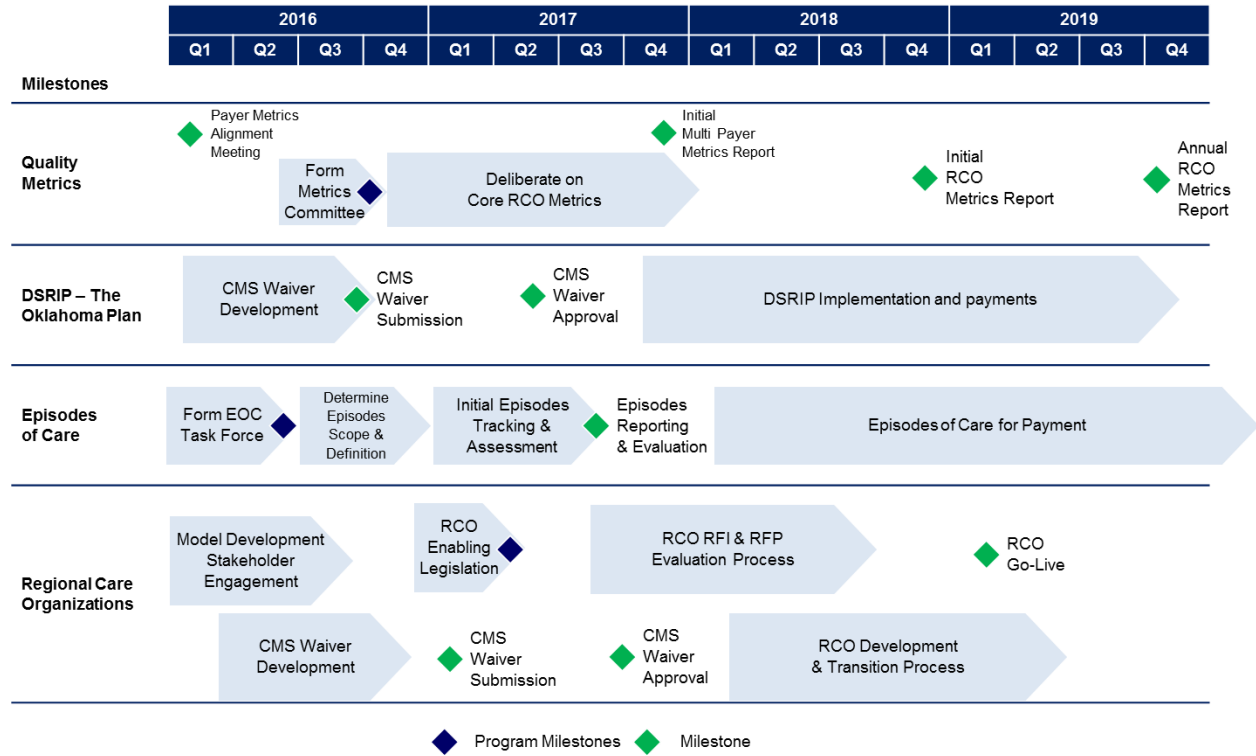 2016 2017 2018 2019
Q1 Q2 Q3 Q4 Q1 Q2 Q3 Q4 Q1 Q2 Q3 Q4 Q1 Q2 Q3 Q4
Milestones
Quality
Metrics
Payer Metrics
Alignment
Meeting
Form
Metrics
Committee
Deliberate on
Core RCO Metrics
Initial
Multi Payer
Metrics Report
Initial
RCO
Metrics Report
Annual
RCO
Metrics
Report
DSRIP – The
Oklahoma Plan
CMS Waiver
Development
CMS
Waiver
Submission
CMS
Waiver
Approval
DSRIP Implementation and payments
Episodes
of Care
Form EOC
Task Force
Determine
Episodes
Scope &
Definition
Initial Episodes
Tracking &
Assessment
Episodes
Reporting
& Evaluation
Episodes of Care for Payment
Regional Care
Organizations
Model Development
Stakeholder
Engagement
RCO
Enabling
Legislation
RCO RFI & RFP
Evaluation Process
RCO
Go-Live
CMS Waiver
Development
CMS
Waiver
Submission
CMS
Waiver
Approval
RCO Development
& Transition Process
Program Milestones
Milestone